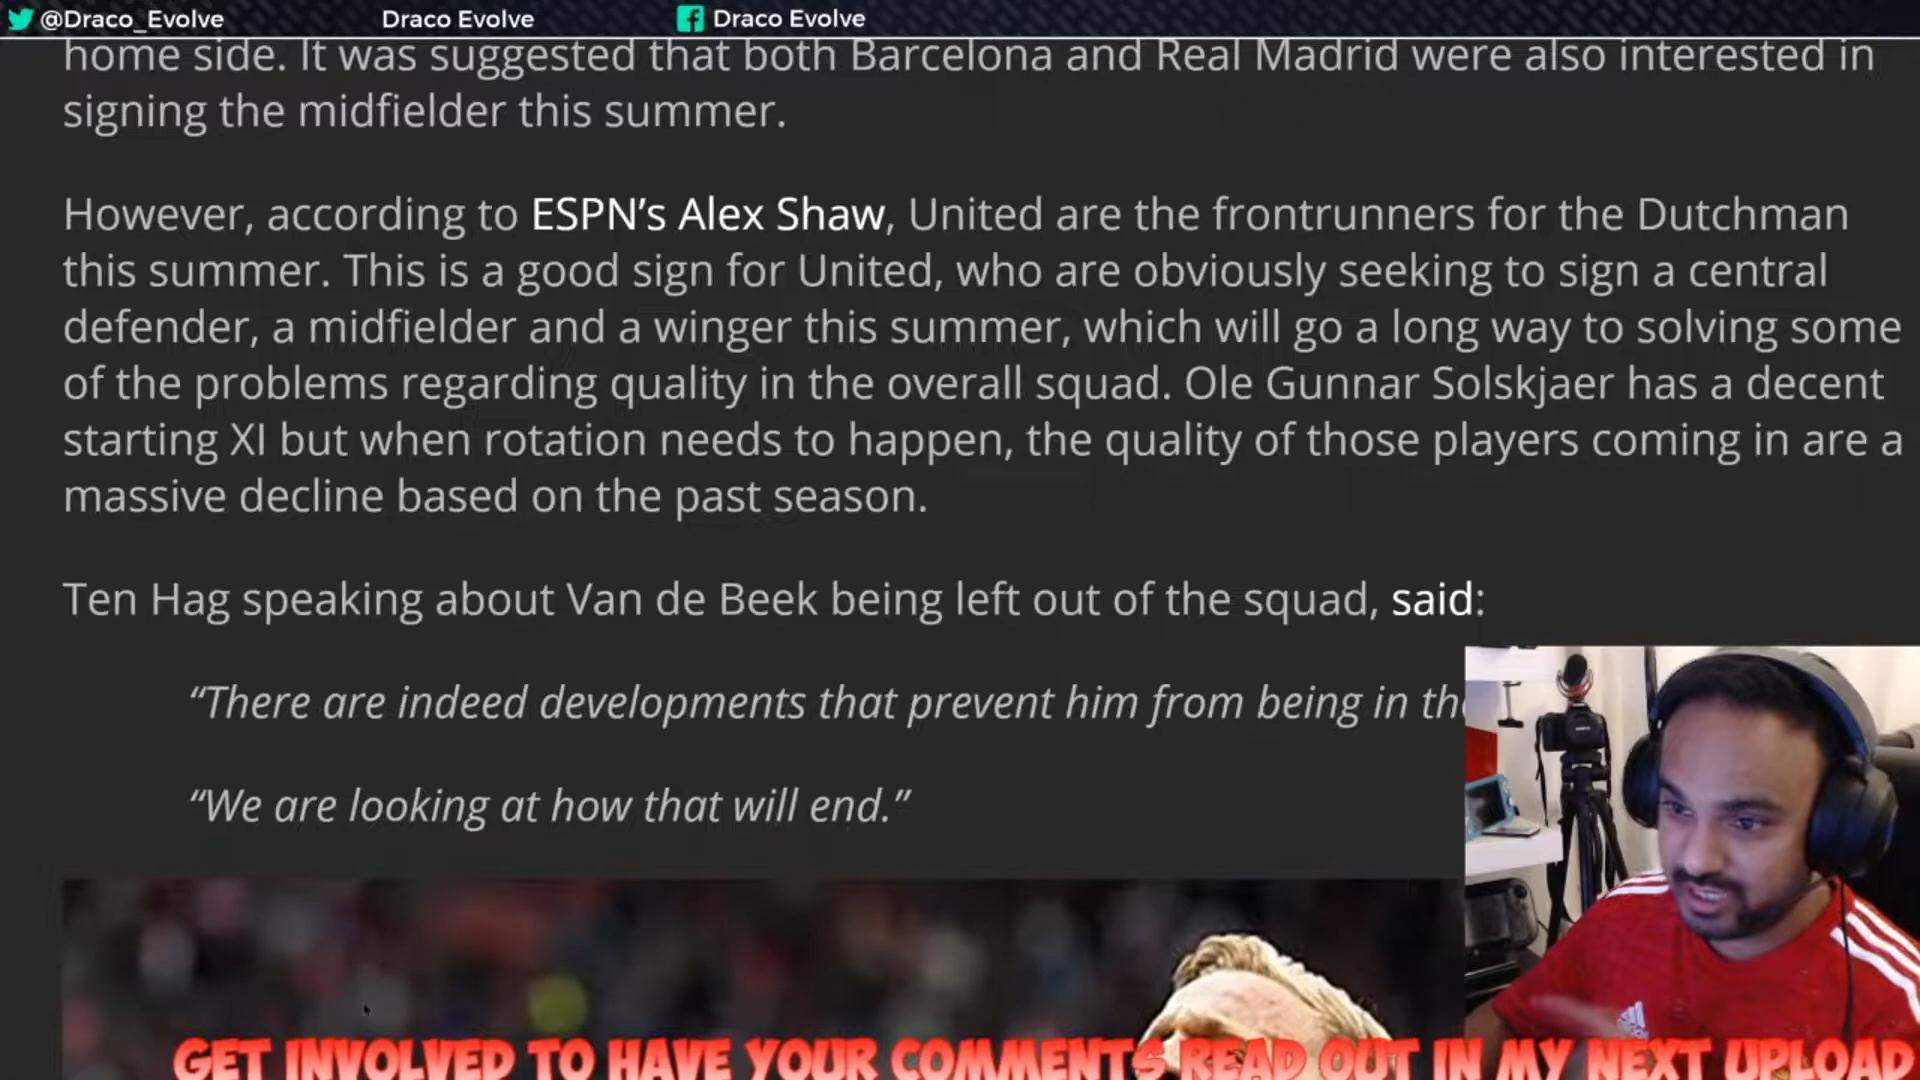 @Draco_Evolve Draco Evolve Draco Evolve
home side. It was suggested that both Barcelona and Real Madrid were also interested in
signing the midfielder this summer.
However, according to ESPN’s Alex Shaw, United are the frontrunners for the Dutchman
this summer. This is a good sign for United, who are obviously seeking to sign a central
defender, a midfielder and a winger this summer, which will go a long way to solving some
of the problems regarding quality in the overall squad. Ole Gunnar Solskjaer has a decent
starting XI but when rotation needs to happen, the quality of those players coming in are a
massive decline based on the past season.
Ten Hag speaking about Van de Beek being left out of the squad, said:
“There are indeed developments that prevent him from being in
“We are looking at how that will end.”
GET INVOLVED TO HAVE YOUR COMMENTS READ OUT IN MY NEXT UPLOAD